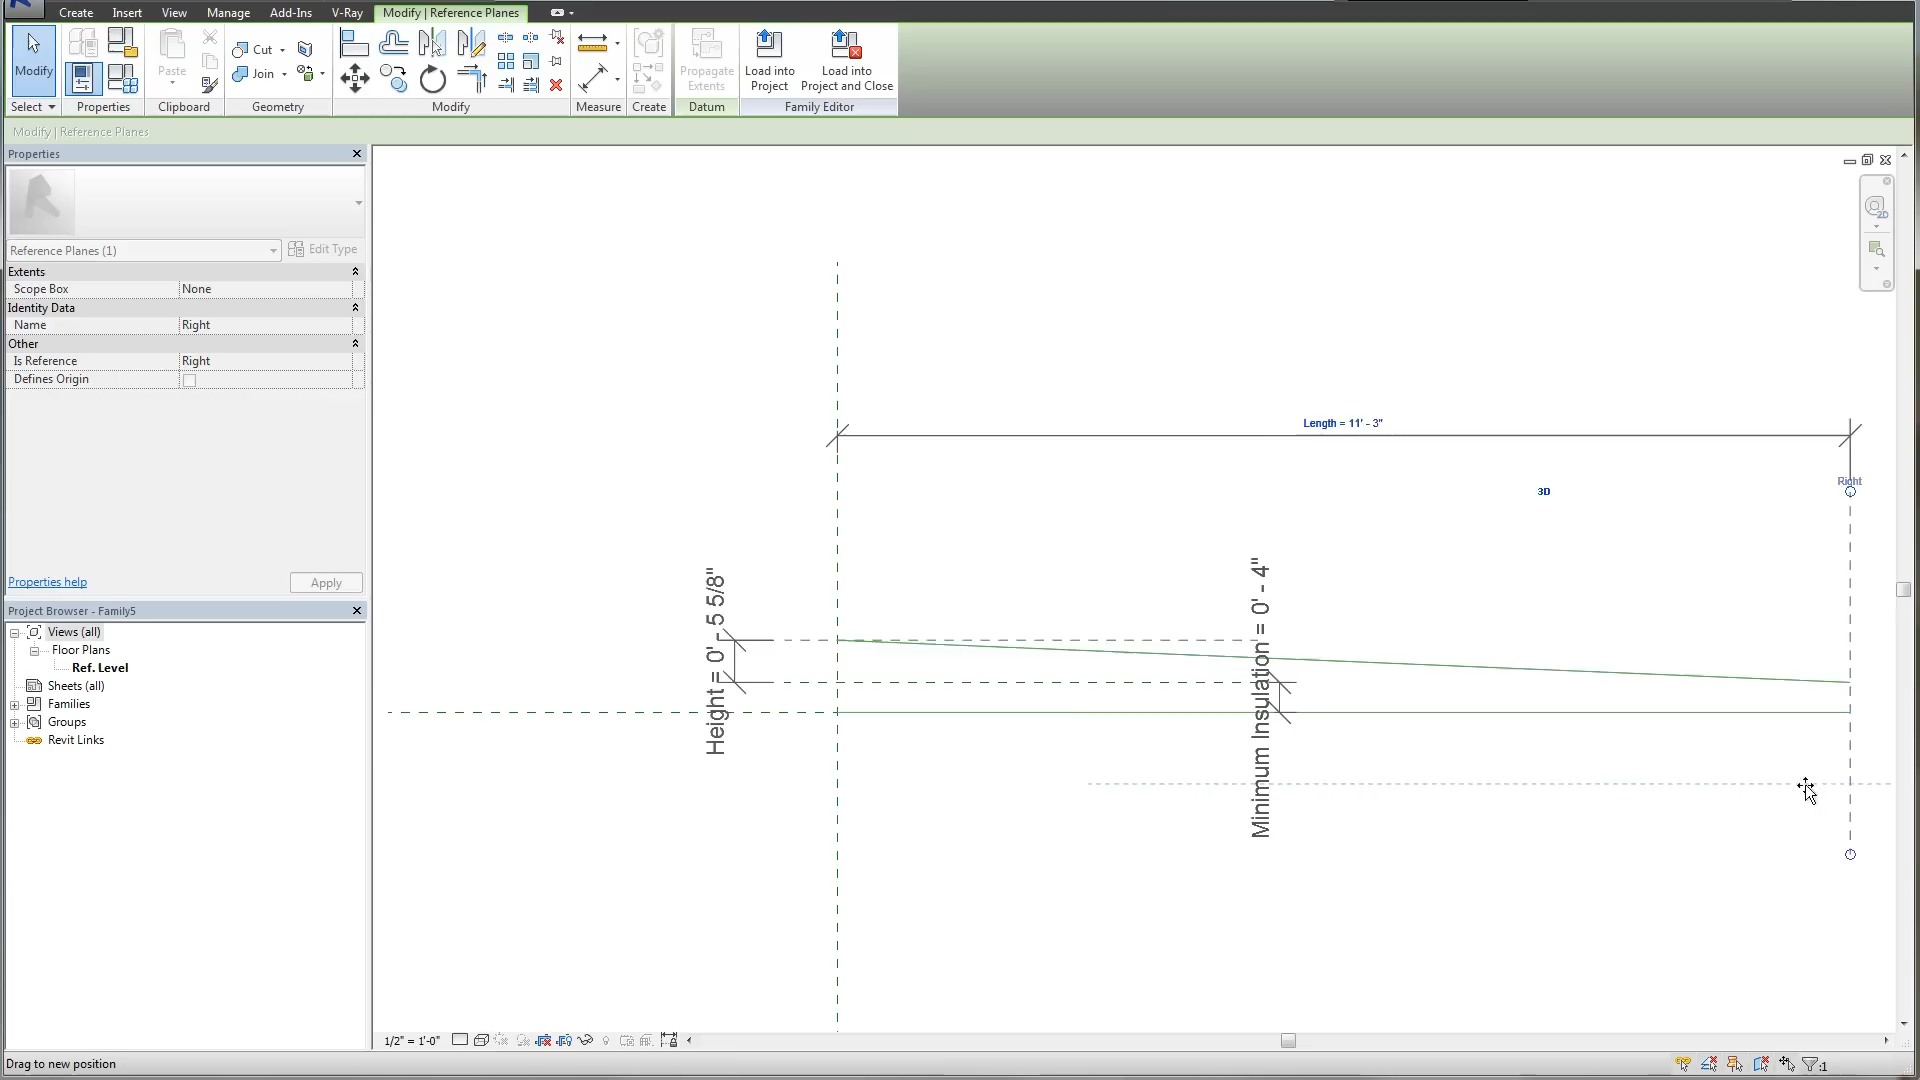 Create Insert View Manage Add-Ins V-Ray Modify | Reference Planes
Modify
Paste
Cut
Join
Propagate Extents
Load into Project
Load into Project and Close
Select Properties Clipboard Geometry Modify Measure Create Datum Family Editor
Modify | Reference Planes
Properties
Reference Planes (1) Edit Type
Extents
Scope Box None
Identity Data
Name Right
Other
Is Reference Right
Defines Origin
Properties help Apply
Project Browser - Family5
Views (all)
Floor Plans
Ref. Level
Sheets (all)
Families
Groups
Revit Links
2D
Length = 11' - 3"
Right
3D
Height = 0' - 5 5/8"
Minimum Insulation = 0' - 4"
1/2" = 1'-0"
Drag to new position
:1